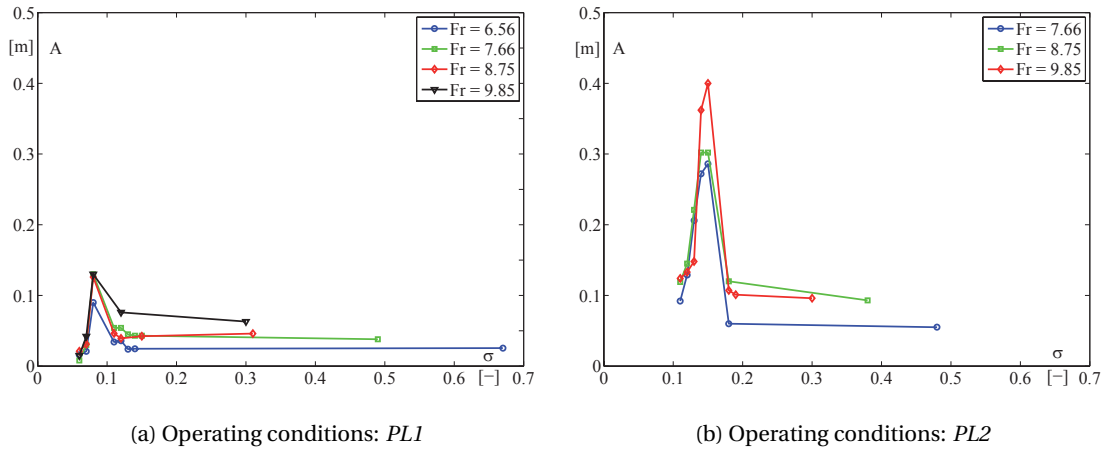 0.5
[m]
A
0.4
0.3
0.2
0.1
0
0
0.1
0.2
0.3
0.4
0.5
0.6
0.7
σ
[−]
Fr = 6.56
Fr = 7.66
Fr = 8.75
Fr = 9.85
(a) Operating conditions: PL1
0.5
[m]
A
0.4
0.3
0.2
0.1
0
0
0.1
0.2
0.3
0.4
0.5
0.6
0.7
σ
[−]
Fr = 7.66
Fr = 8.75
Fr = 9.85
(b) Operating conditions: PL2